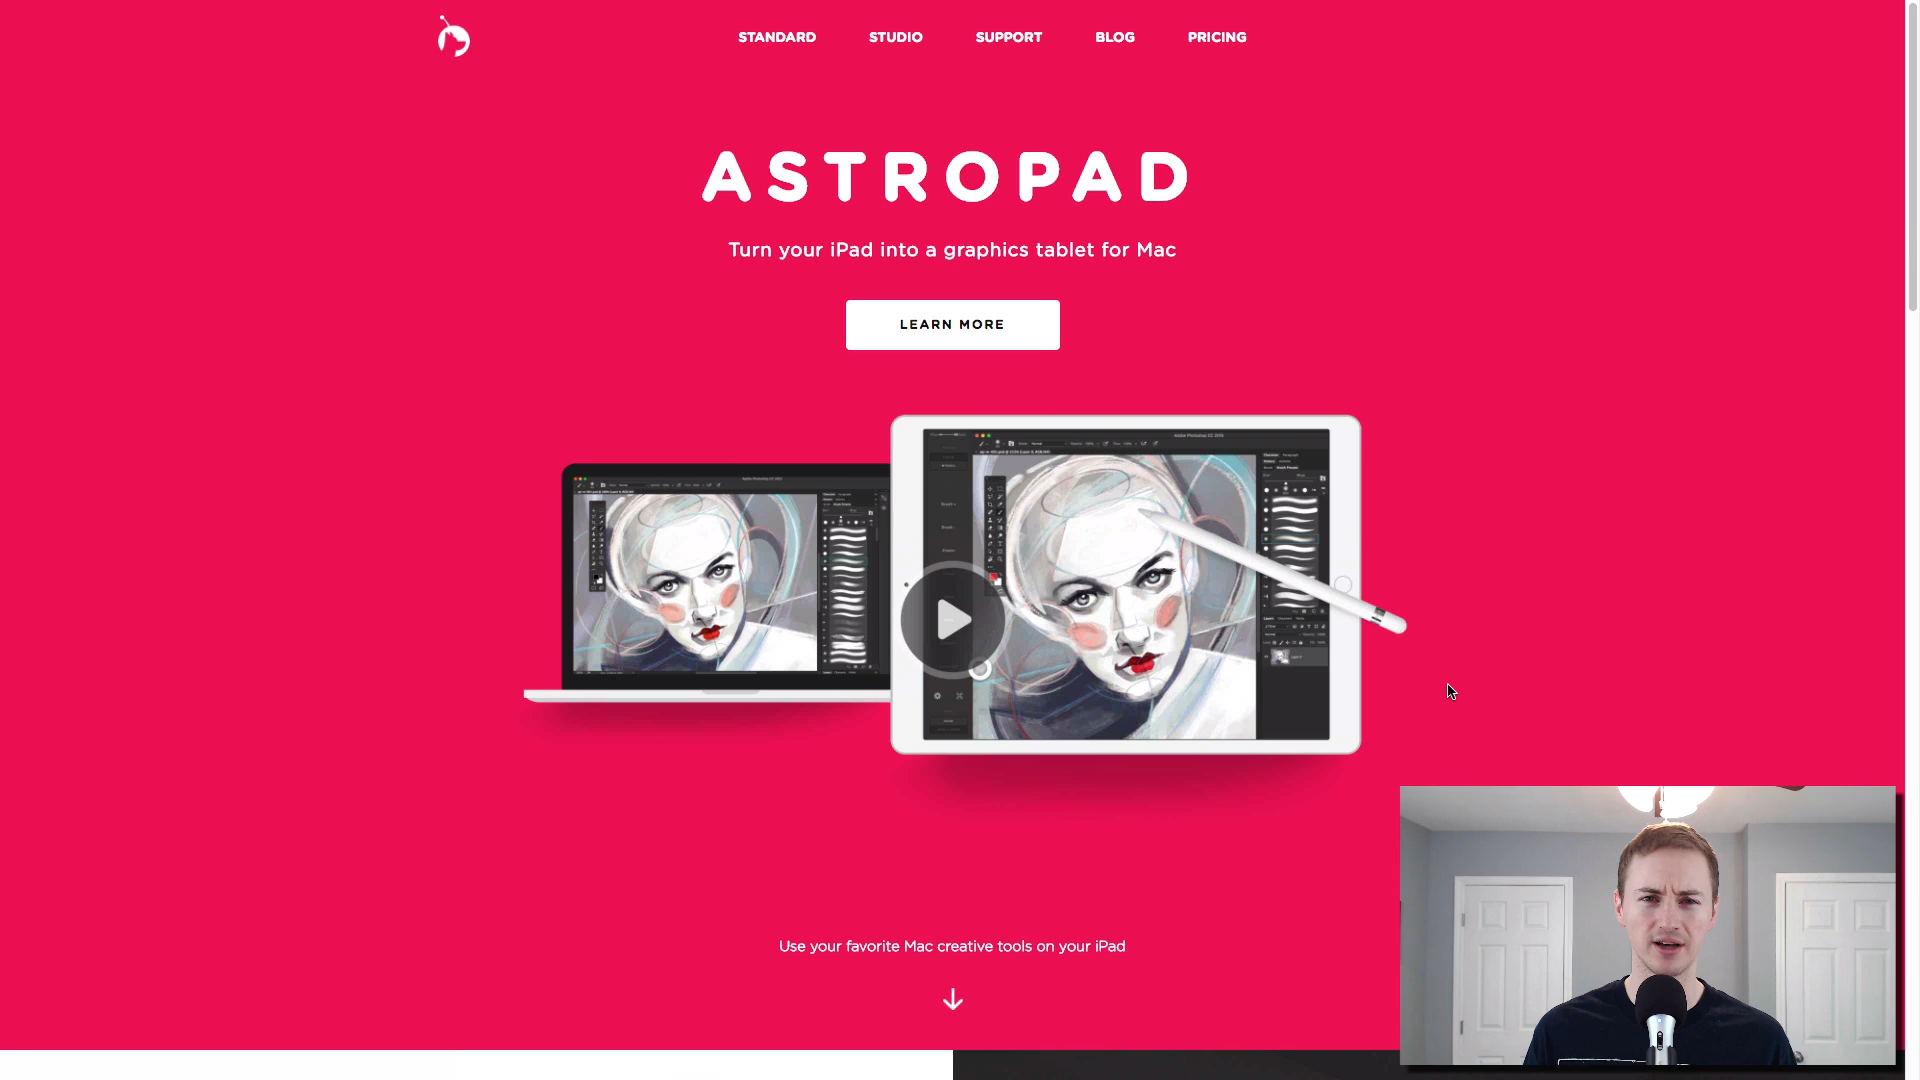 STANDARD STUDIO SUPPORT BLOG PRICING
ASTROPAD
Turn your iPad into a graphics tablet for Mac
LEARN MORE
Use your favorite Mac creative tools on your iPad